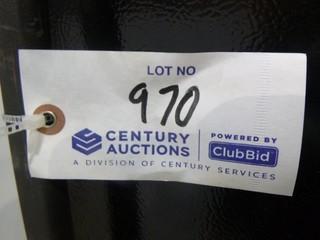 LOT NO
970
CENTURY
AUCTIONS
POWERED BY
ClubBid
A DIVISION OF CENTURY SERVICES